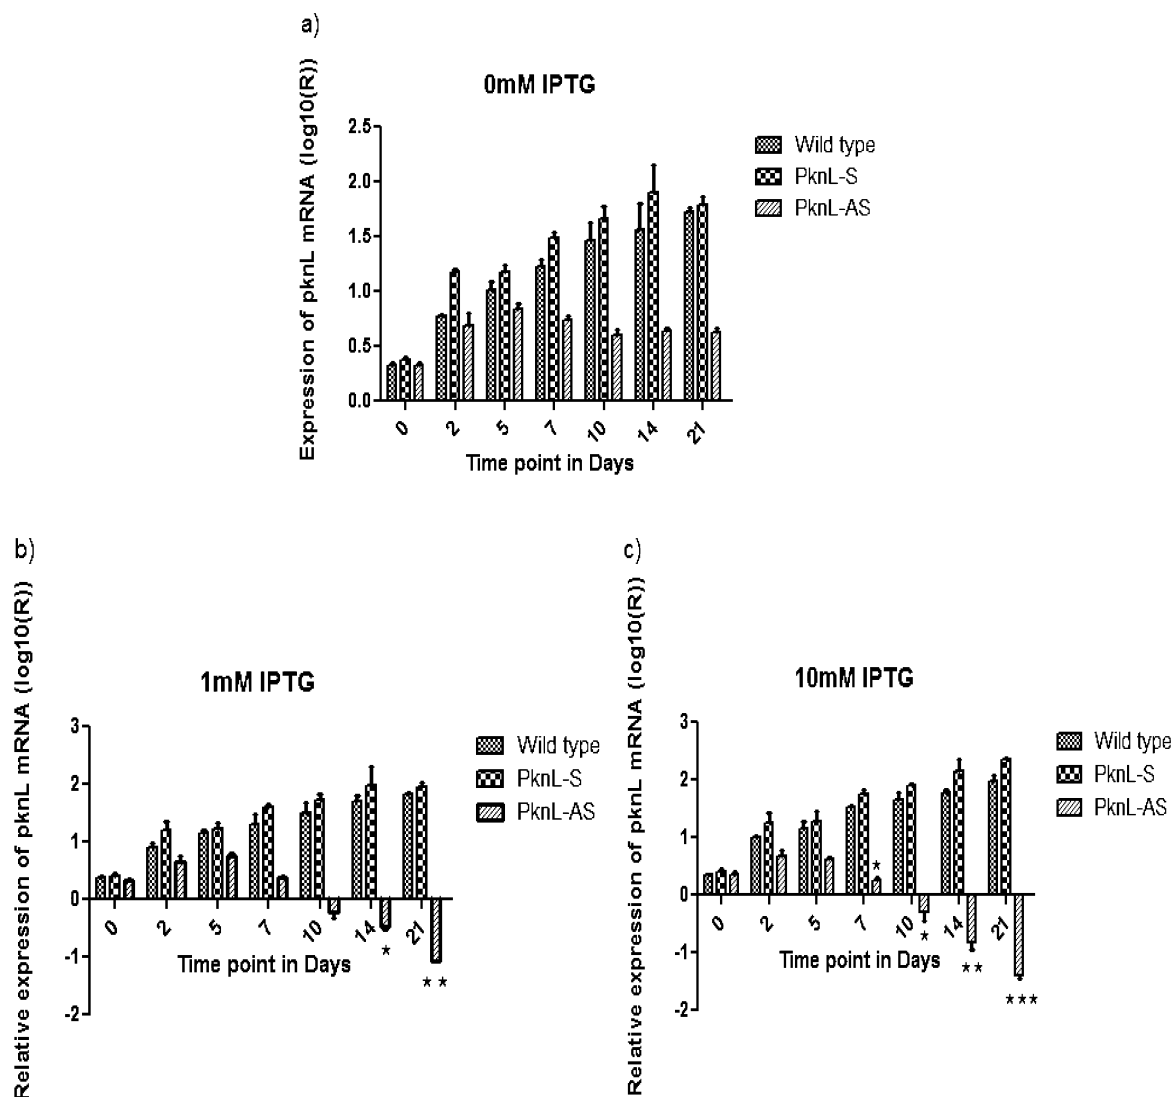 a)
0mM IPTG
Expression of pknL mRNA (log10(R))
2.5
2.0
1.5
1.0
0.5
0.0
0 2 5 7 10 14 21
Time point in Days
Wild type
PknL-S
PknL-AS
b)
1mM IPTG
Relative expression of pknL mRNA (log10(R))
3
2
1
0
-1
-2
0 2 5 7 10 14 21
Time point in Days
*
* *
Wild type
PknL-S
PknL-AS
c)
10mM IPTG
Relative expression of pknL mRNA (log10(R))
3
2
1
0
-1
-2
*
0 2 5 7 10 14 21
*
Time point in Days
**
***
Wild type
PknL-S
PknL-AS